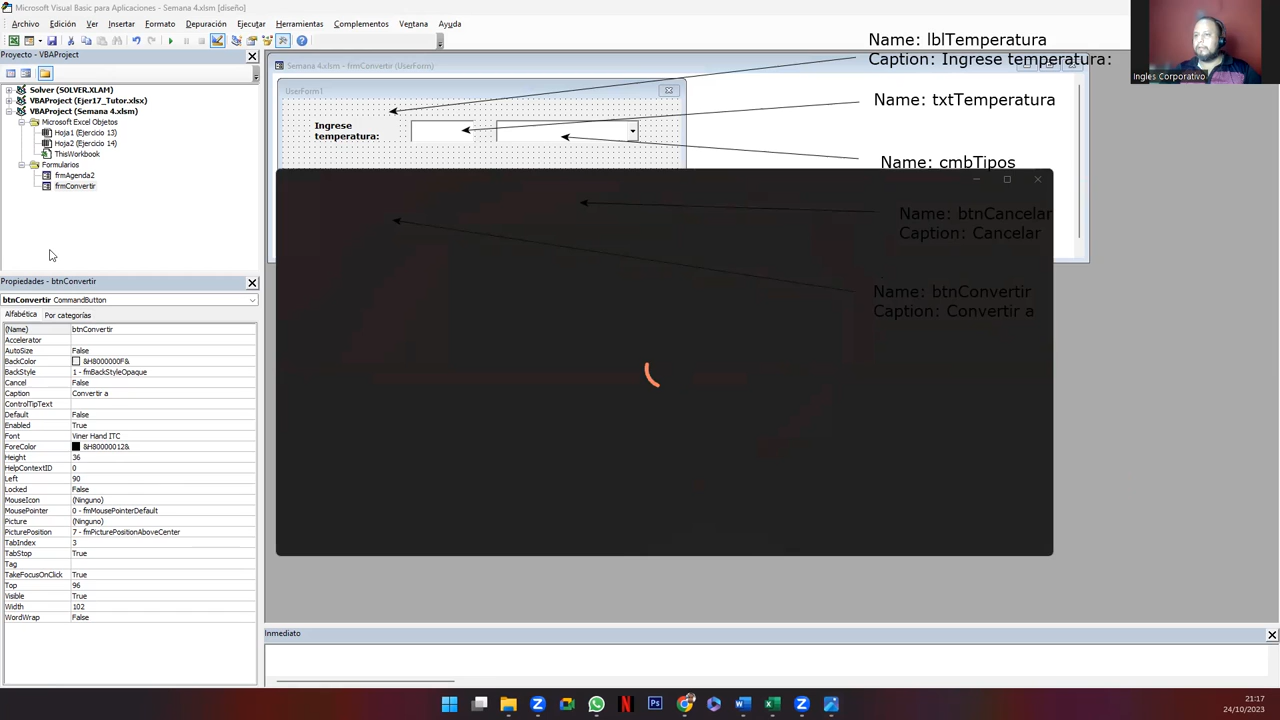 Microsoft Visual Basic para Aplicaciones - Semana 4.xlsm [diseño]
Archivo Edición Ver Insertar Formato Depuración Ejecutar Herramientas Complementos Ventana Ayuda
Proyecto - VBAProject
Solver (SOLVER.XLAM)
VBAProject (Ejer17_Tutor.xlsx)
VBAProject (Semana 4.xlsm)
Microsoft Excel Objetos
Hoja1 (Ejercicio 13)
Hoja2 (Ejercicio 14)
ThisWorkbook
Formularios
frmAgenda2
frmConvertir
Propiedades - btnConvertir
btnConvertir CommandButton
Alfabética Por categorías
(Name) btnConvertir
Accelerator
AutoSize False
BackColor &H8000000F&
BackStyle 1 - fmBackStyleOpaque
Cancel False
Caption Convertir a
ControlTipText
Default False
Enabled True
Font Viner Hand ITC
ForeColor &H80000012&
Height 36
HelpContextID 0
Left 90
Locked False
MouseIcon (Ninguno)
MousePointer 0 - fmMousePointerDefault
Picture (Ninguno)
PicturePosition 7 - fmPicturePositionAboveCenter
TabIndex 3
TabStop True
Tag
TakeFocusOnClick True
Top 96
Visible True
Width 102
WordWrap False
Semana 4.xlsm - frmConvertir (UserForm)
UserForm1
Ingrese
temperatura:
Name: lblTemperatura
Caption: Ingrese temperatura:
Name: txtTemperatura
Name: cmbTipos
Name: btnCancelar
Caption: Cancelar
Name: btnConvertir
Caption: Convertir a
Ingles Corporativo
Inmediato
21:17
24/10/2023